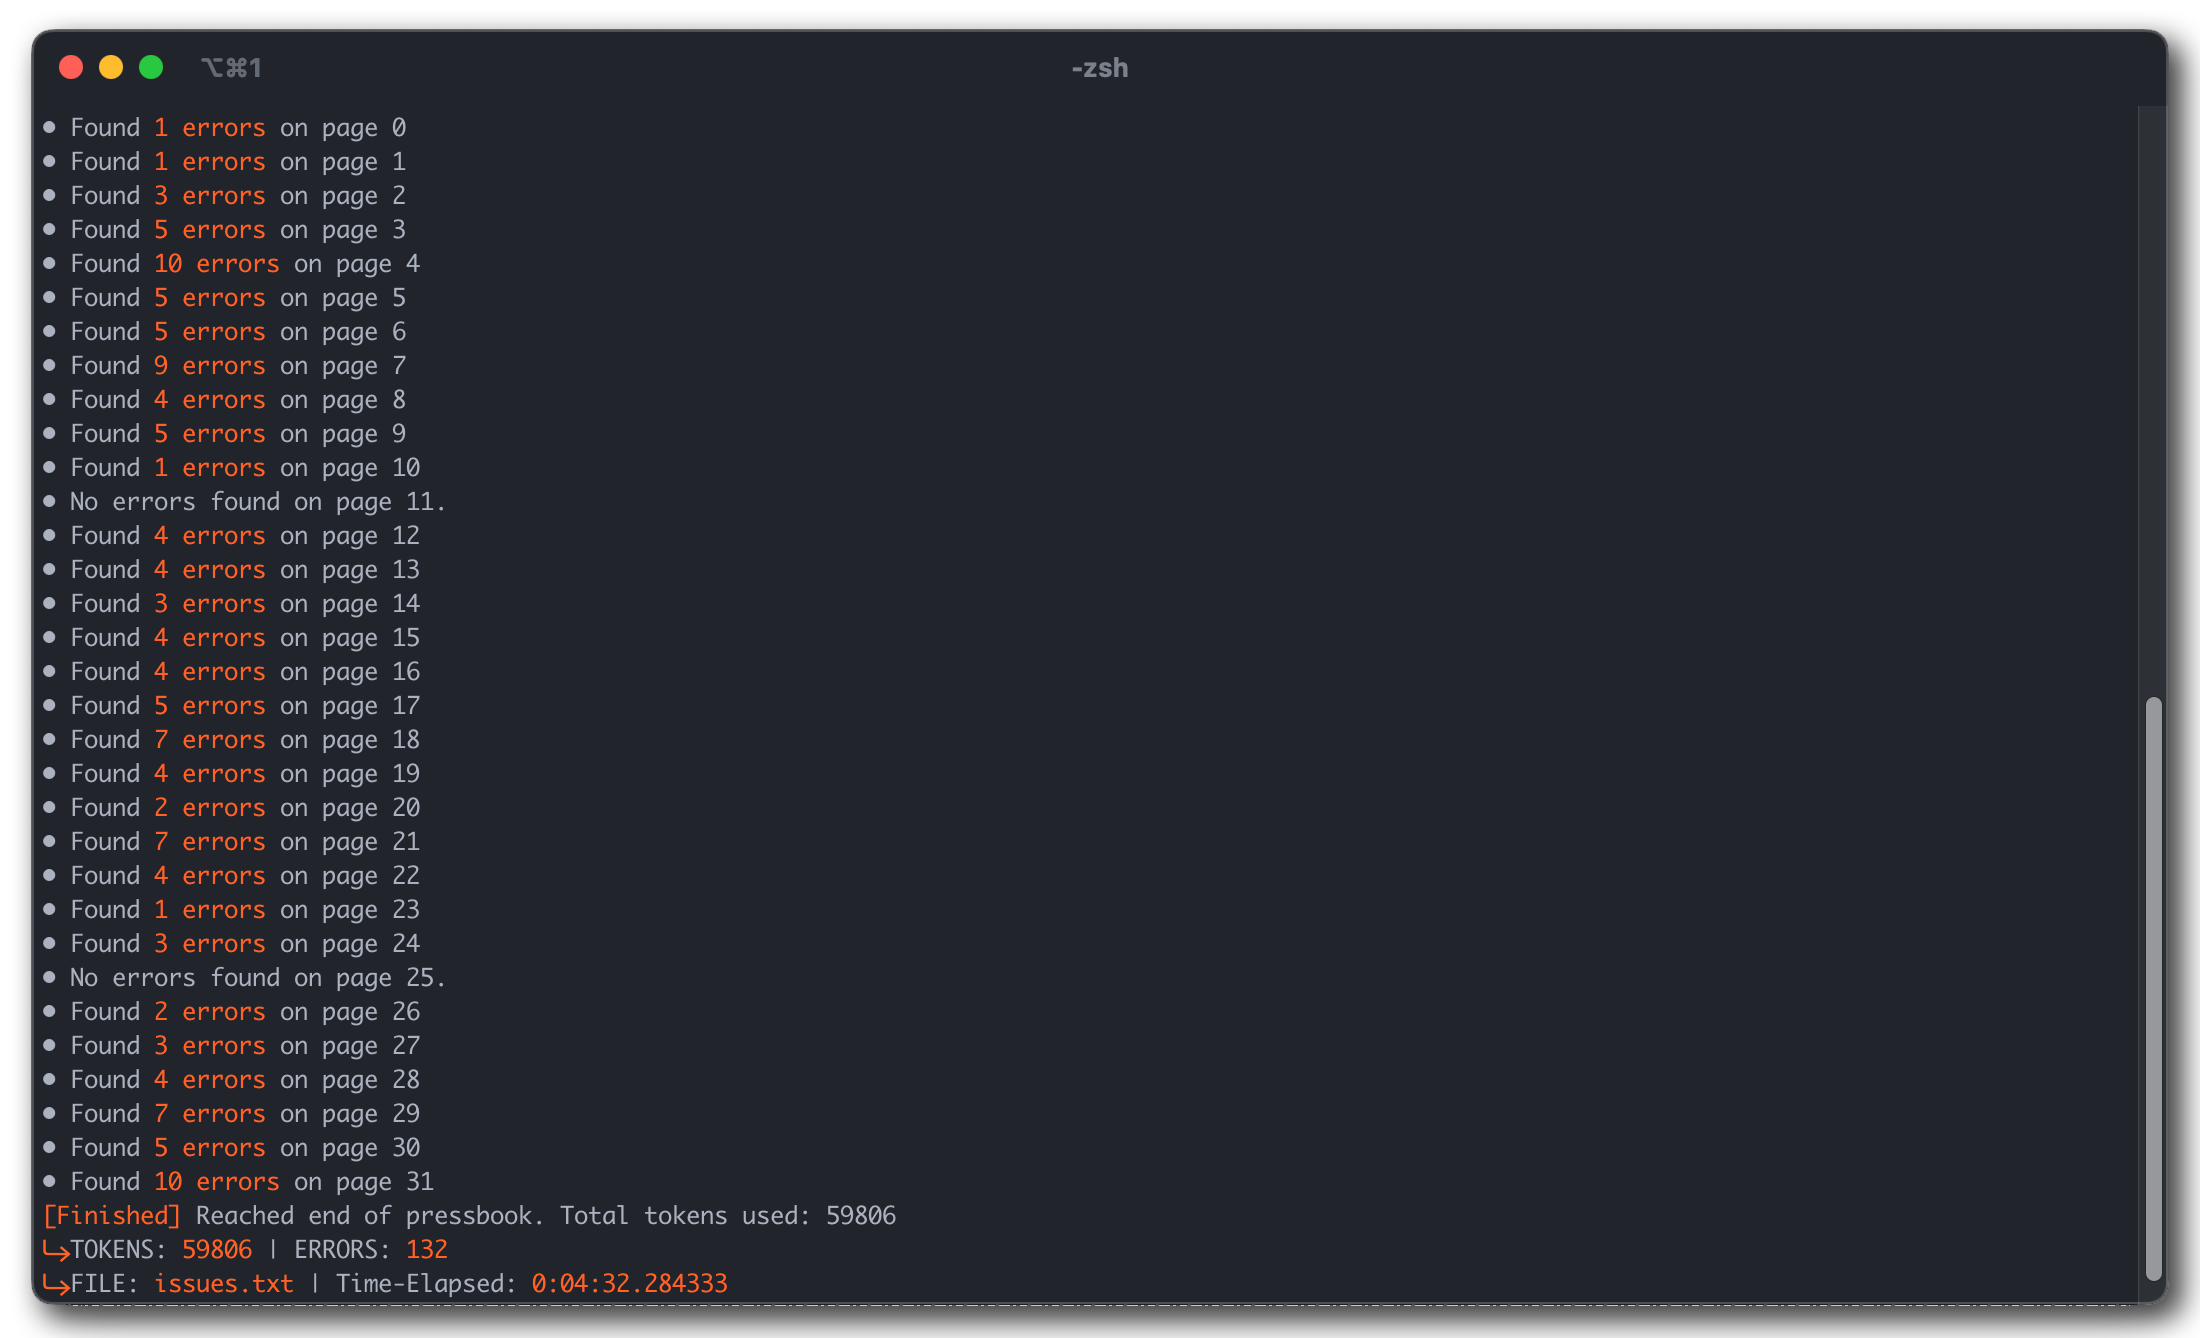 ⌥⌘1
-zsh
● Found 1 errors on page 0
● Found 1 errors on page 1
● Found 3 errors on page 2
● Found 5 errors on page 3
● Found 10 errors on page 4
● Found 5 errors on page 5
● Found 5 errors on page 6
● Found 9 errors on page 7
● Found 4 errors on page 8
● Found 5 errors on page 9
● Found 1 errors on page 10
● No errors found on page 11.
● Found 4 errors on page 12
● Found 4 errors on page 13
● Found 3 errors on page 14
● Found 4 errors on page 15
● Found 4 errors on page 16
● Found 5 errors on page 17
● Found 7 errors on page 18
● Found 4 errors on page 19
● Found 2 errors on page 20
● Found 7 errors on page 21
● Found 4 errors on page 22
● Found 1 errors on page 23
● Found 3 errors on page 24
● No errors found on page 25.
● Found 2 errors on page 26
● Found 3 errors on page 27
● Found 4 errors on page 28
● Found 7 errors on page 29
● Found 5 errors on page 30
● Found 10 errors on page 31
[Finished] Reached end of pressbook. Total tokens used: 59806
↳TOKENS: 59806 | ERRORS: 132
↳FILE: issues.txt | Time-Elapsed: 0:04:32.284333